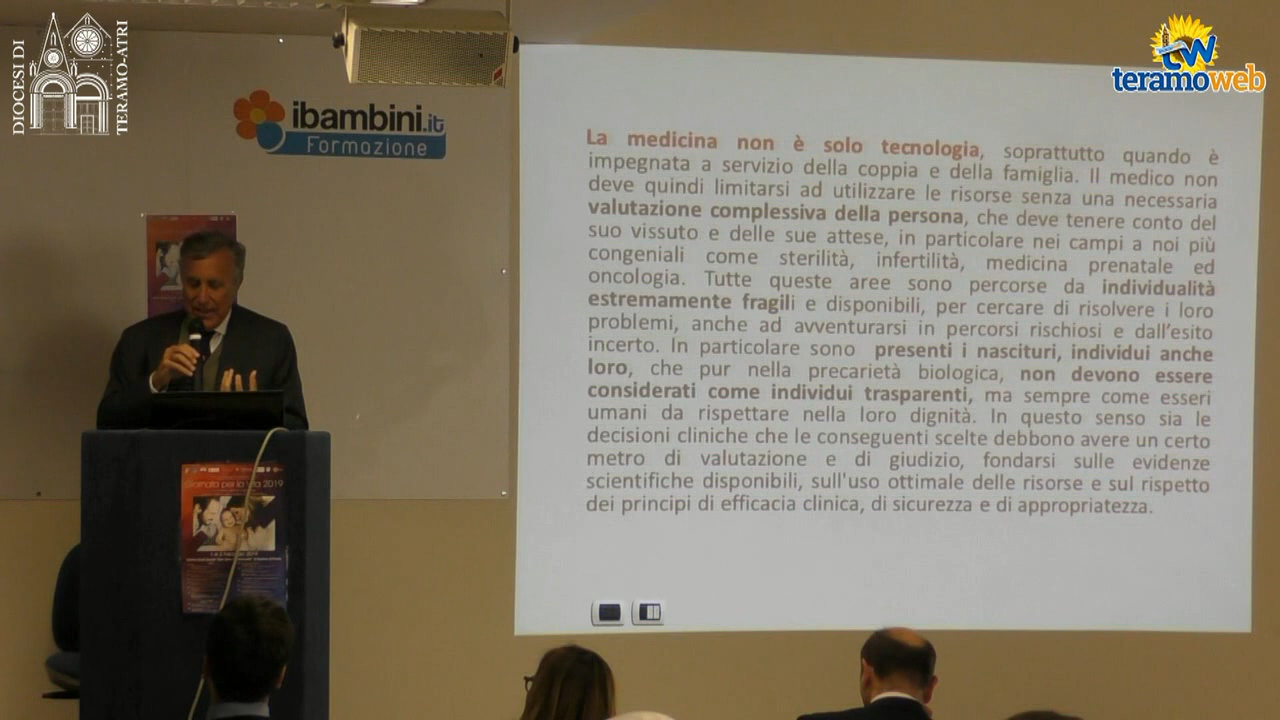 DIOCESI DI
TERAMO-ATRI
tw
teramoweb
ibambini.it
Formazione
La medicina non è solo tecnologia, soprattutto quando è
impegnata a servizio della coppia e della famiglia. Il medico non
deve quindi limitarsi ad utilizzare le risorse senza una necessaria
valutazione complessiva della persona, che deve tenere conto del
suo vissuto e delle sue attese, in particolare nei campi a noi più
congeniali come sterilità, infertilità, medicina prenatale ed
oncologia. Tutte queste aree sono percorse da individualità
estremamente fragili e disponibili, per cercare di risolvere i loro
problemi, anche ad avventurarsi in percorsi rischiosi e dall'esito
incerto. In particolare sono presenti i nascituri, individui anche
loro, che pur nella precarietà biologica, non devono essere
considerati come individui trasparenti, ma sempre come esseri
umani da rispettare nella loro dignità. In questo senso sia le
decisioni cliniche che le conseguenti scelte debbono avere un certo
metro di valutazione e di giudizio, fondarsi sulle evidenze
scientifiche disponibili, sull'uso ottimale delle risorse e sul rispetto
dei principi di efficacia clinica, di sicurezza e di appropriatezza.
Giornata per la Vita 2019